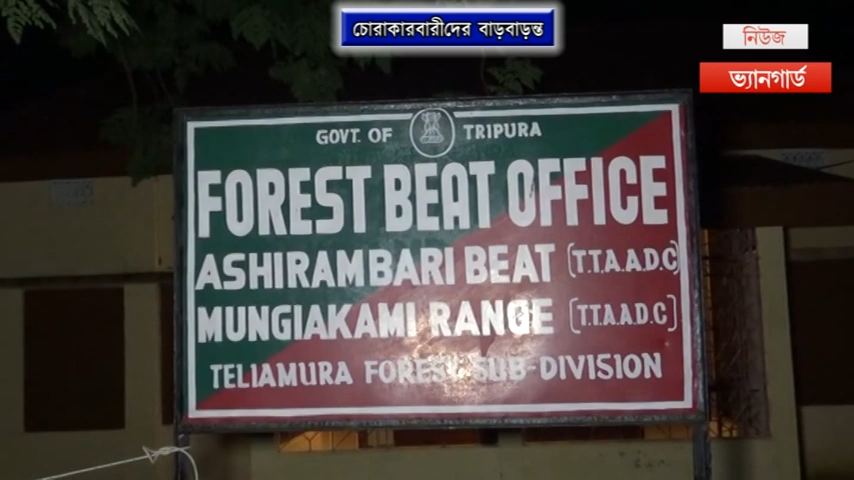 চোরাকারবারীদের বাড়বাড়ন্ত
নিউজ
ভ্যানগার্ড
GOVT. OF TRIPURA
FOREST BEAT OFFICE
ASHIRAMBARI BEAT (T.T.A.A.D.C)
MUNGIAKAMI RANGE [T.T.A.A.D.C]
TELIAMURA FOREST SUB-DIVISION